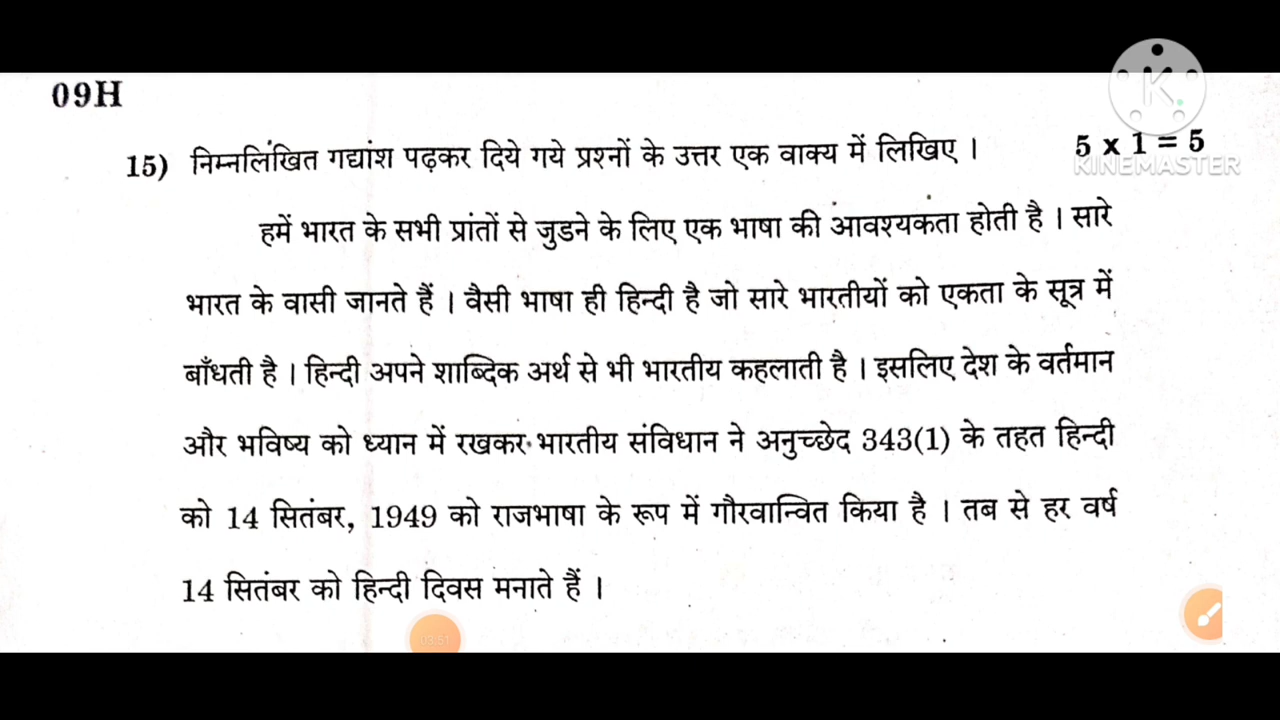 09H
15) निम्नलिखित गद्यांश पढ़कर दिये गये प्रश्नों के उत्तर एक वाक्य में लिखिए । 5 x 1 = 5
KINEMASTER
हमें भारत के सभी प्रांतों से जुडने के लिए एक भाषा की आवश्यकता होती है । सारे
भारत के वासी जानते हैं । वैसी भाषा ही हिन्दी है जो सारे भारतीयों को एकता के सूत्र में
बाँधती है । हिन्दी अपने शाब्दिक अर्थ से भी भारतीय कहलाती है । इसलिए देश के वर्तमान
और भविष्य को ध्यान में रखकर भारतीय संविधान ने अनुच्छेद 343(1) के तहत हिन्दी
को 14 सितंबर, 1949 को राजभाषा के रूप में गौरवान्वित किया है । तब से हर वर्ष
14 सितंबर को हिन्दी दिवस मनाते हैं ।
03:51